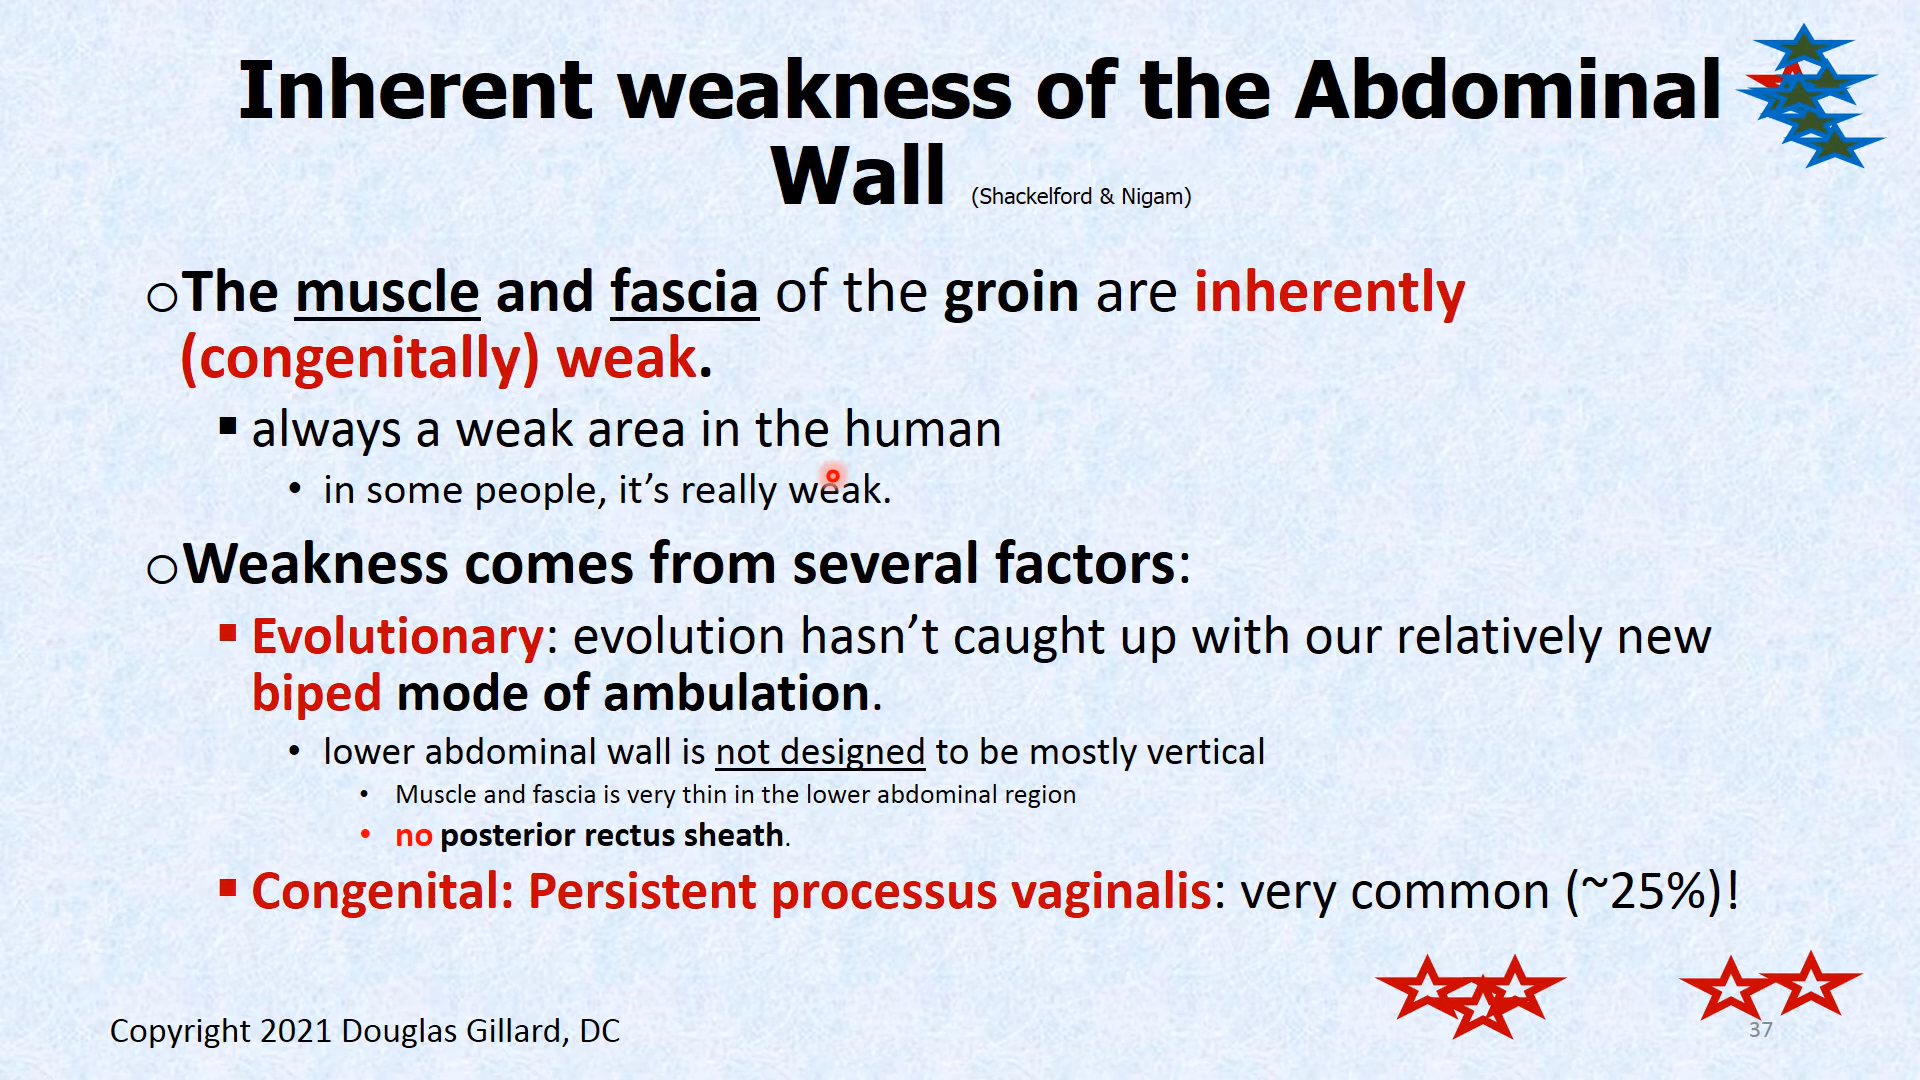 Inherent weakness of the Abdominal
Wall (Shackelford & Nigam)
The muscle and fascia of the groin are inherently
(congenitally) weak.
always a weak area in the human
in some people, it’s really weak.
Weakness comes from several factors:
Evolutionary: evolution hasn’t caught up with our relatively new
biped mode of ambulation.
lower abdominal wall is not designed to be mostly vertical
Muscle and fascia is very thin in the lower abdominal region
no posterior rectus sheath.
Congenital: Persistent processus vaginalis: very common (~25%)!
Copyright 2021 Douglas Gillard, DC
37